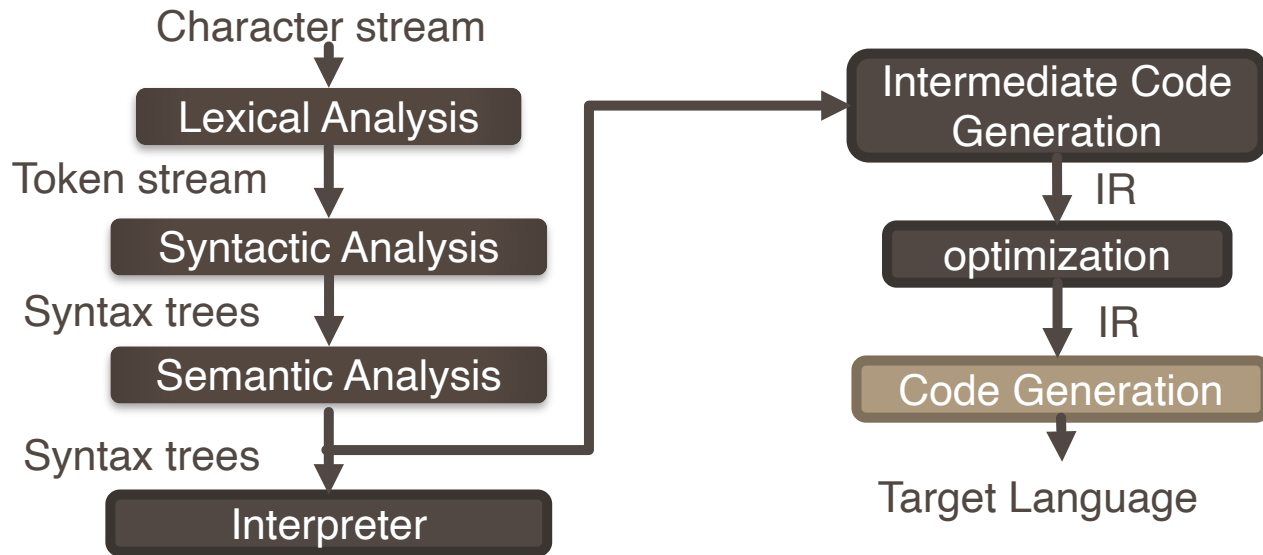 Character stream
Lexical Analysis
Token stream
Syntactic Analysis
Syntax trees
Semantic Analysis
Syntax trees
Interpreter
Intermediate Code
Generation
IR
optimization
IR
Code Generation
Target Language